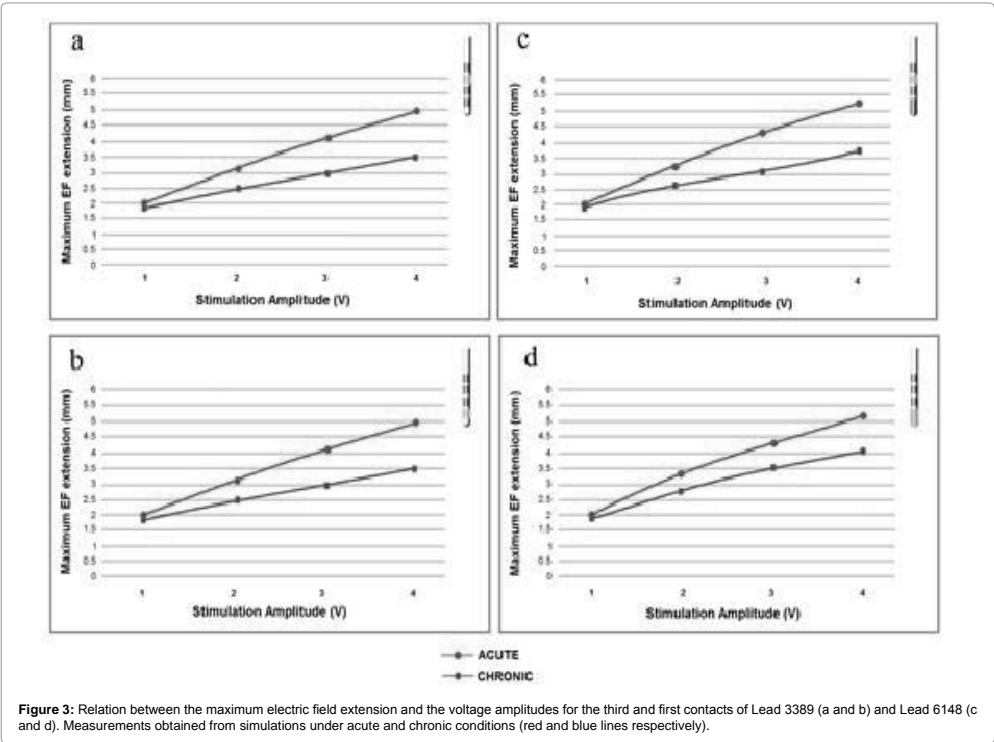 a
Maximum EF extension (mm)
6
5.5
5
4.5
4
3.5
3
2.5
2
1.5
1
0.5
0
1 2 3 4
Stimulation Amplitude (V)
c
Maximum EF extension (mm)
6
5.5
5
4.5
4
3.5
3
2.5
2
1.5
1
0.5
0
1 2 3 4
Stimulation Amplitude (V)
b
Maximum EF extension (mm)
6
5.5
5
4.5
4
3.5
3
2.5
2
1.5
1
0.5
0
1 2 3 4
Stimulation Amplitude (V)
d
Maximum EF extension (mm)
6
5.5
5
4.5
4
3.5
3
2.5
2
1.5
1
0.5
0
1 2 3 4
Stimulation Amplitude (V)
ACUTE
CHRONIC
Figure 3: Relation between the maximum electric field extension and the voltage amplitudes for the third and first contacts of Lead 3389 (a and b) and Lead 6148 (c
and d). Measurements obtained from simulations under acute and chronic conditions (red and blue lines respectively).